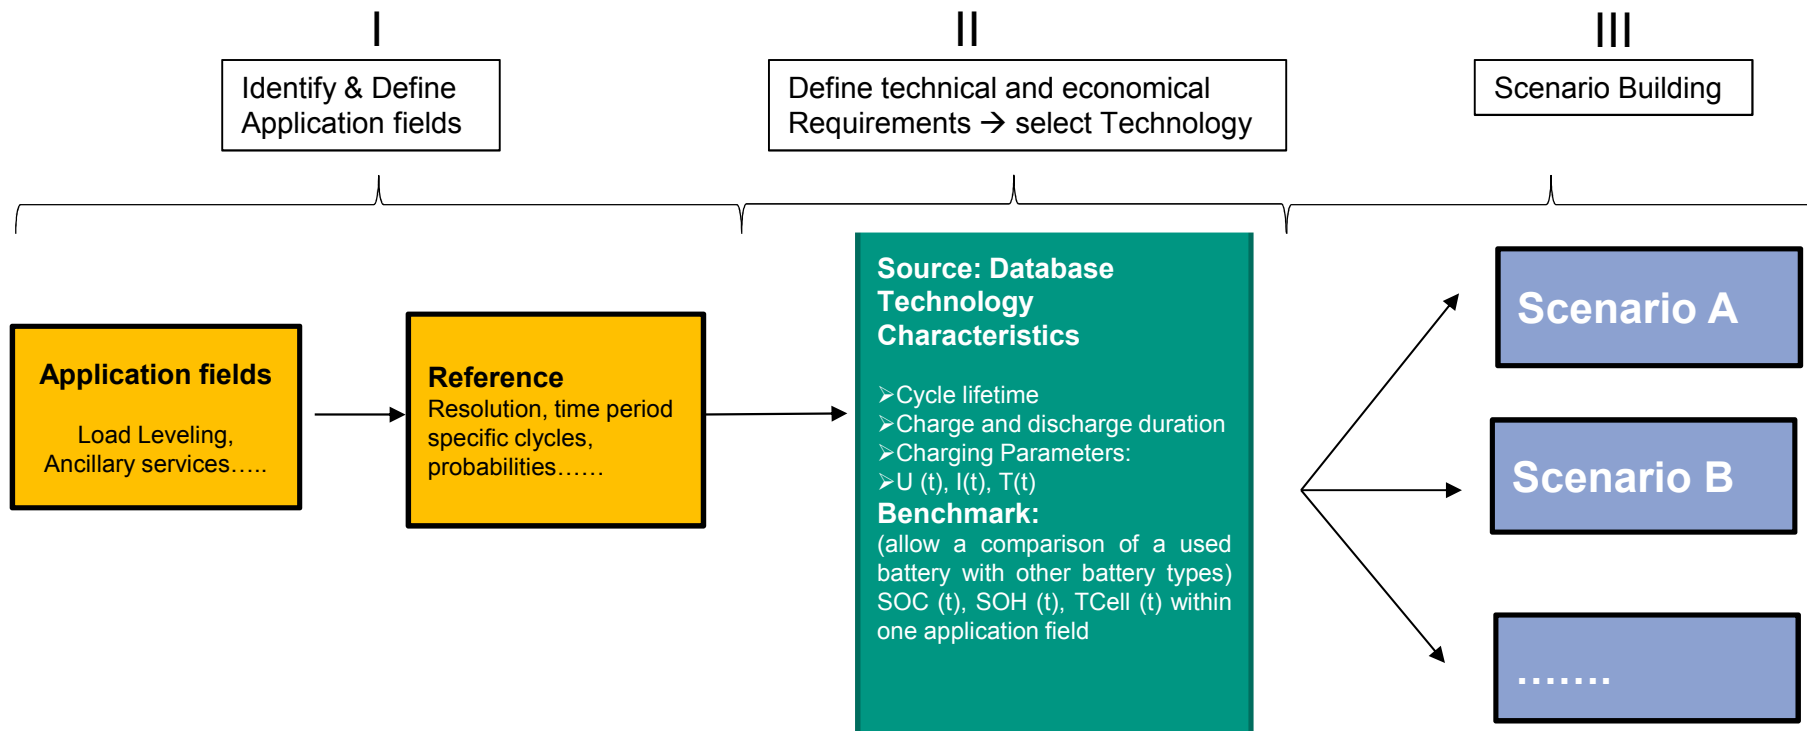 I
II
III
Identify & Define
Application fields
Define technical and economical
Requirements → select Technology
Scenario Building
Application fields
Load Leveling,
Ancillary services…..
Reference
Resolution, time period
specific clycles,
probabilities……
Source: Database
Technology
Characteristics
➢Cycle lifetime
➢Charge and discharge duration
➢Charging Parameters:
➢U (t), I(t), T(t)
Benchmark:
(allow a comparison of a used
battery with other battery types)
SOC (t), SOH (t), TCell (t) within
one application field
Scenario A
Scenario B
…….